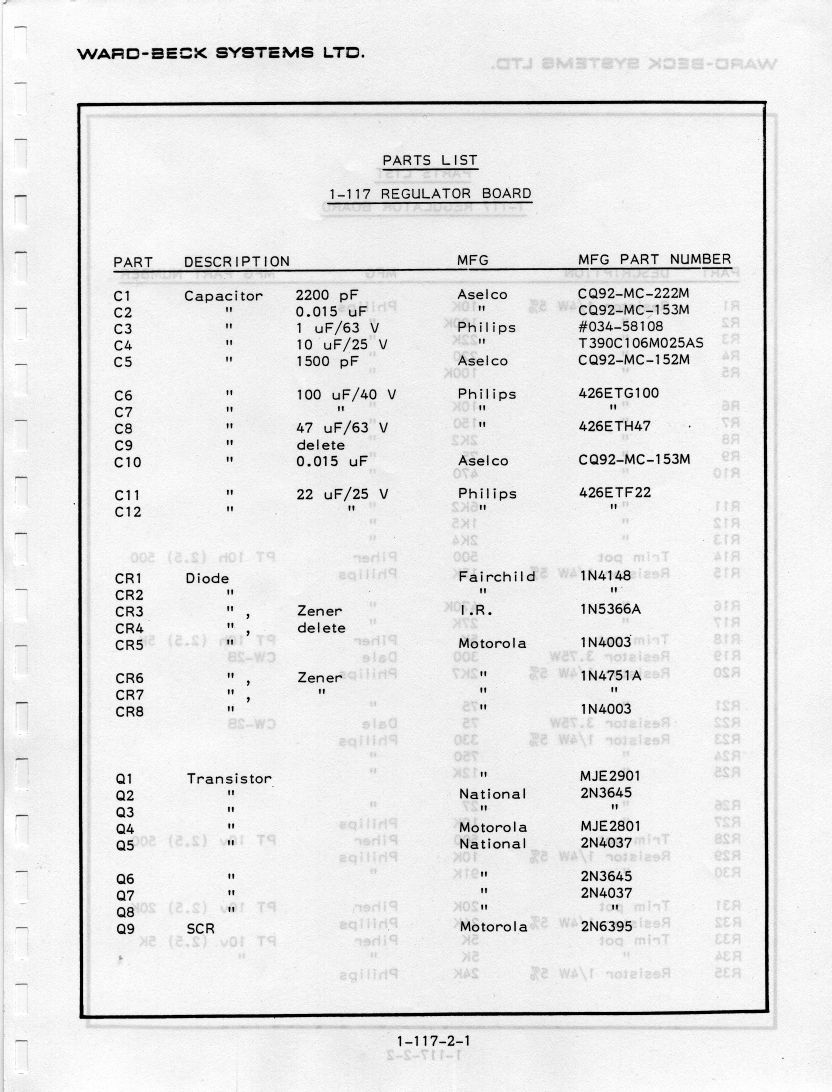 WARD-BECK SYSTEMS LTD.
PARTS LIST
1-117 REGULATOR BOARD
PART DESCRIPTION MFG MFG PART NUMBER
C1 Capacitor 2200 pF Aselco CQ92-MC-222M
C2 " 0.015 uF " CQ92-MC-153M
C3 " 1 uF/63 V Philips #034-58108
C4 " 10 uF/25 V " T390C106M025AS
C5 " 1500 pF Aselco CQ92-MC-152M
C6 " 100 uF/40 V Philips 426ETG100
C7 " " " "
C8 " 47 uF/63 V " 426ETH47
C9 " delete
C10 " 0.015 uF Aselco CQ92-MC-153M
C11 " 22 uF/25 V Philips 426ETF22
C12 " " " "
CR1 Diode Fairchild 1N4148
CR2 " " "
CR3 " , Zener I.R. 1N5366A
CR4 " , delete
CR5 " Motorola 1N4003
CR6 " , Zener " 1N4751A
CR7 " , " " "
CR8 " " 1N4003
Q1 Transistor " MJE2901
Q2 " National 2N3645
Q3 " " "
Q4 " Motorola MJE2801
Q5 " National 2N4037
Q6 " " 2N3645
Q7 " " 2N4037
Q8 " " "
Q9 SCR Motorola 2N6395
1-117-2-1